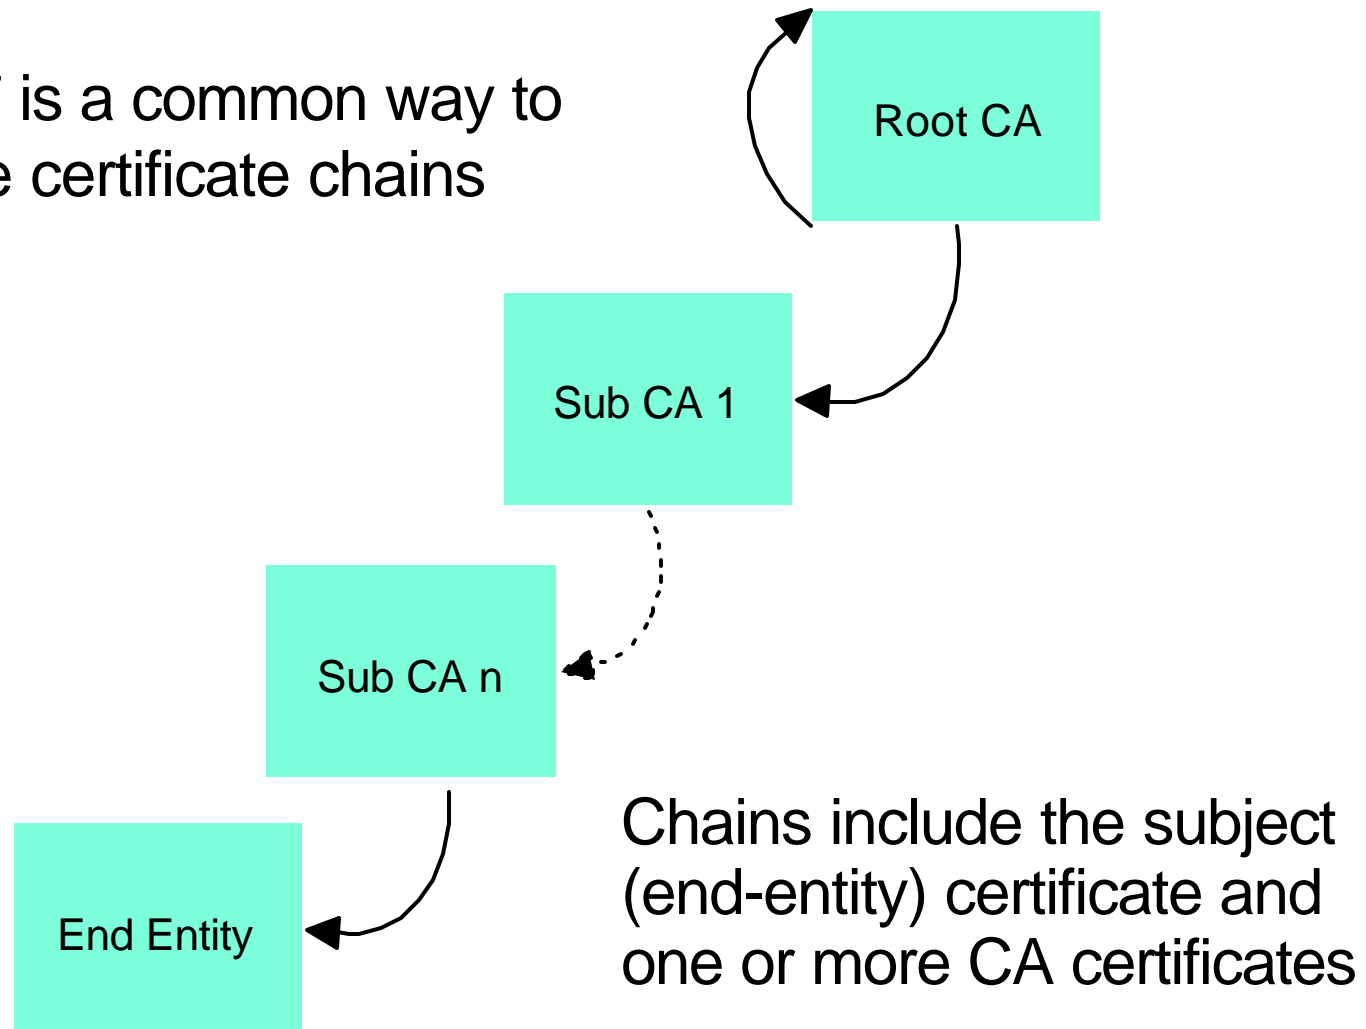 is a common way to
certificate chains
Root CA
Sub CA 1
Sub CA n
End Entity
Chains include the subject
(end-entity) certificate and
one or more CA certificates